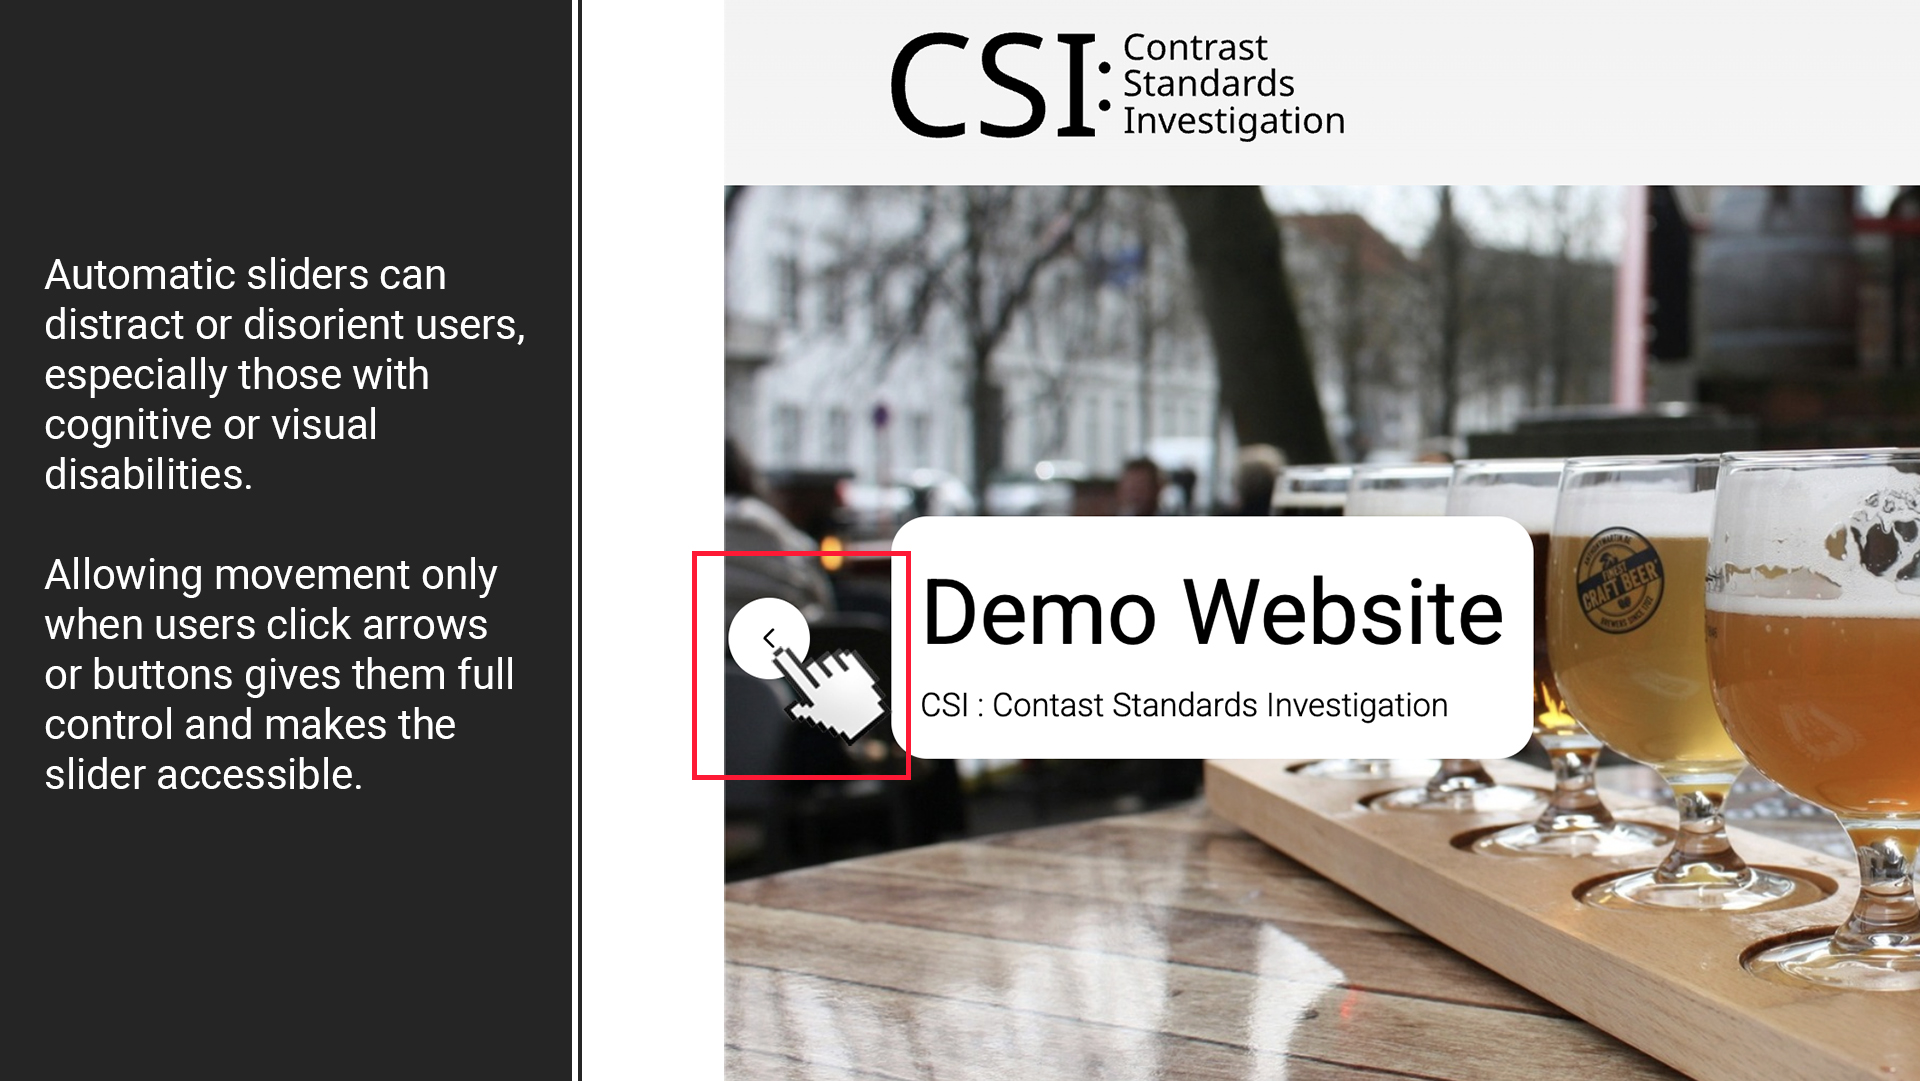 Automatic sliders can
distract or disorient users,
especially those with
cognitive or visual
disabilities.
Allowing movement only
when users click arrows
or buttons gives them full
control and makes the
slider accessible.
CSI:
Contrast
Standards
Investigation
Demo Website
CSI : Contast Standards Investigation
FINEST
CRAFT BEER